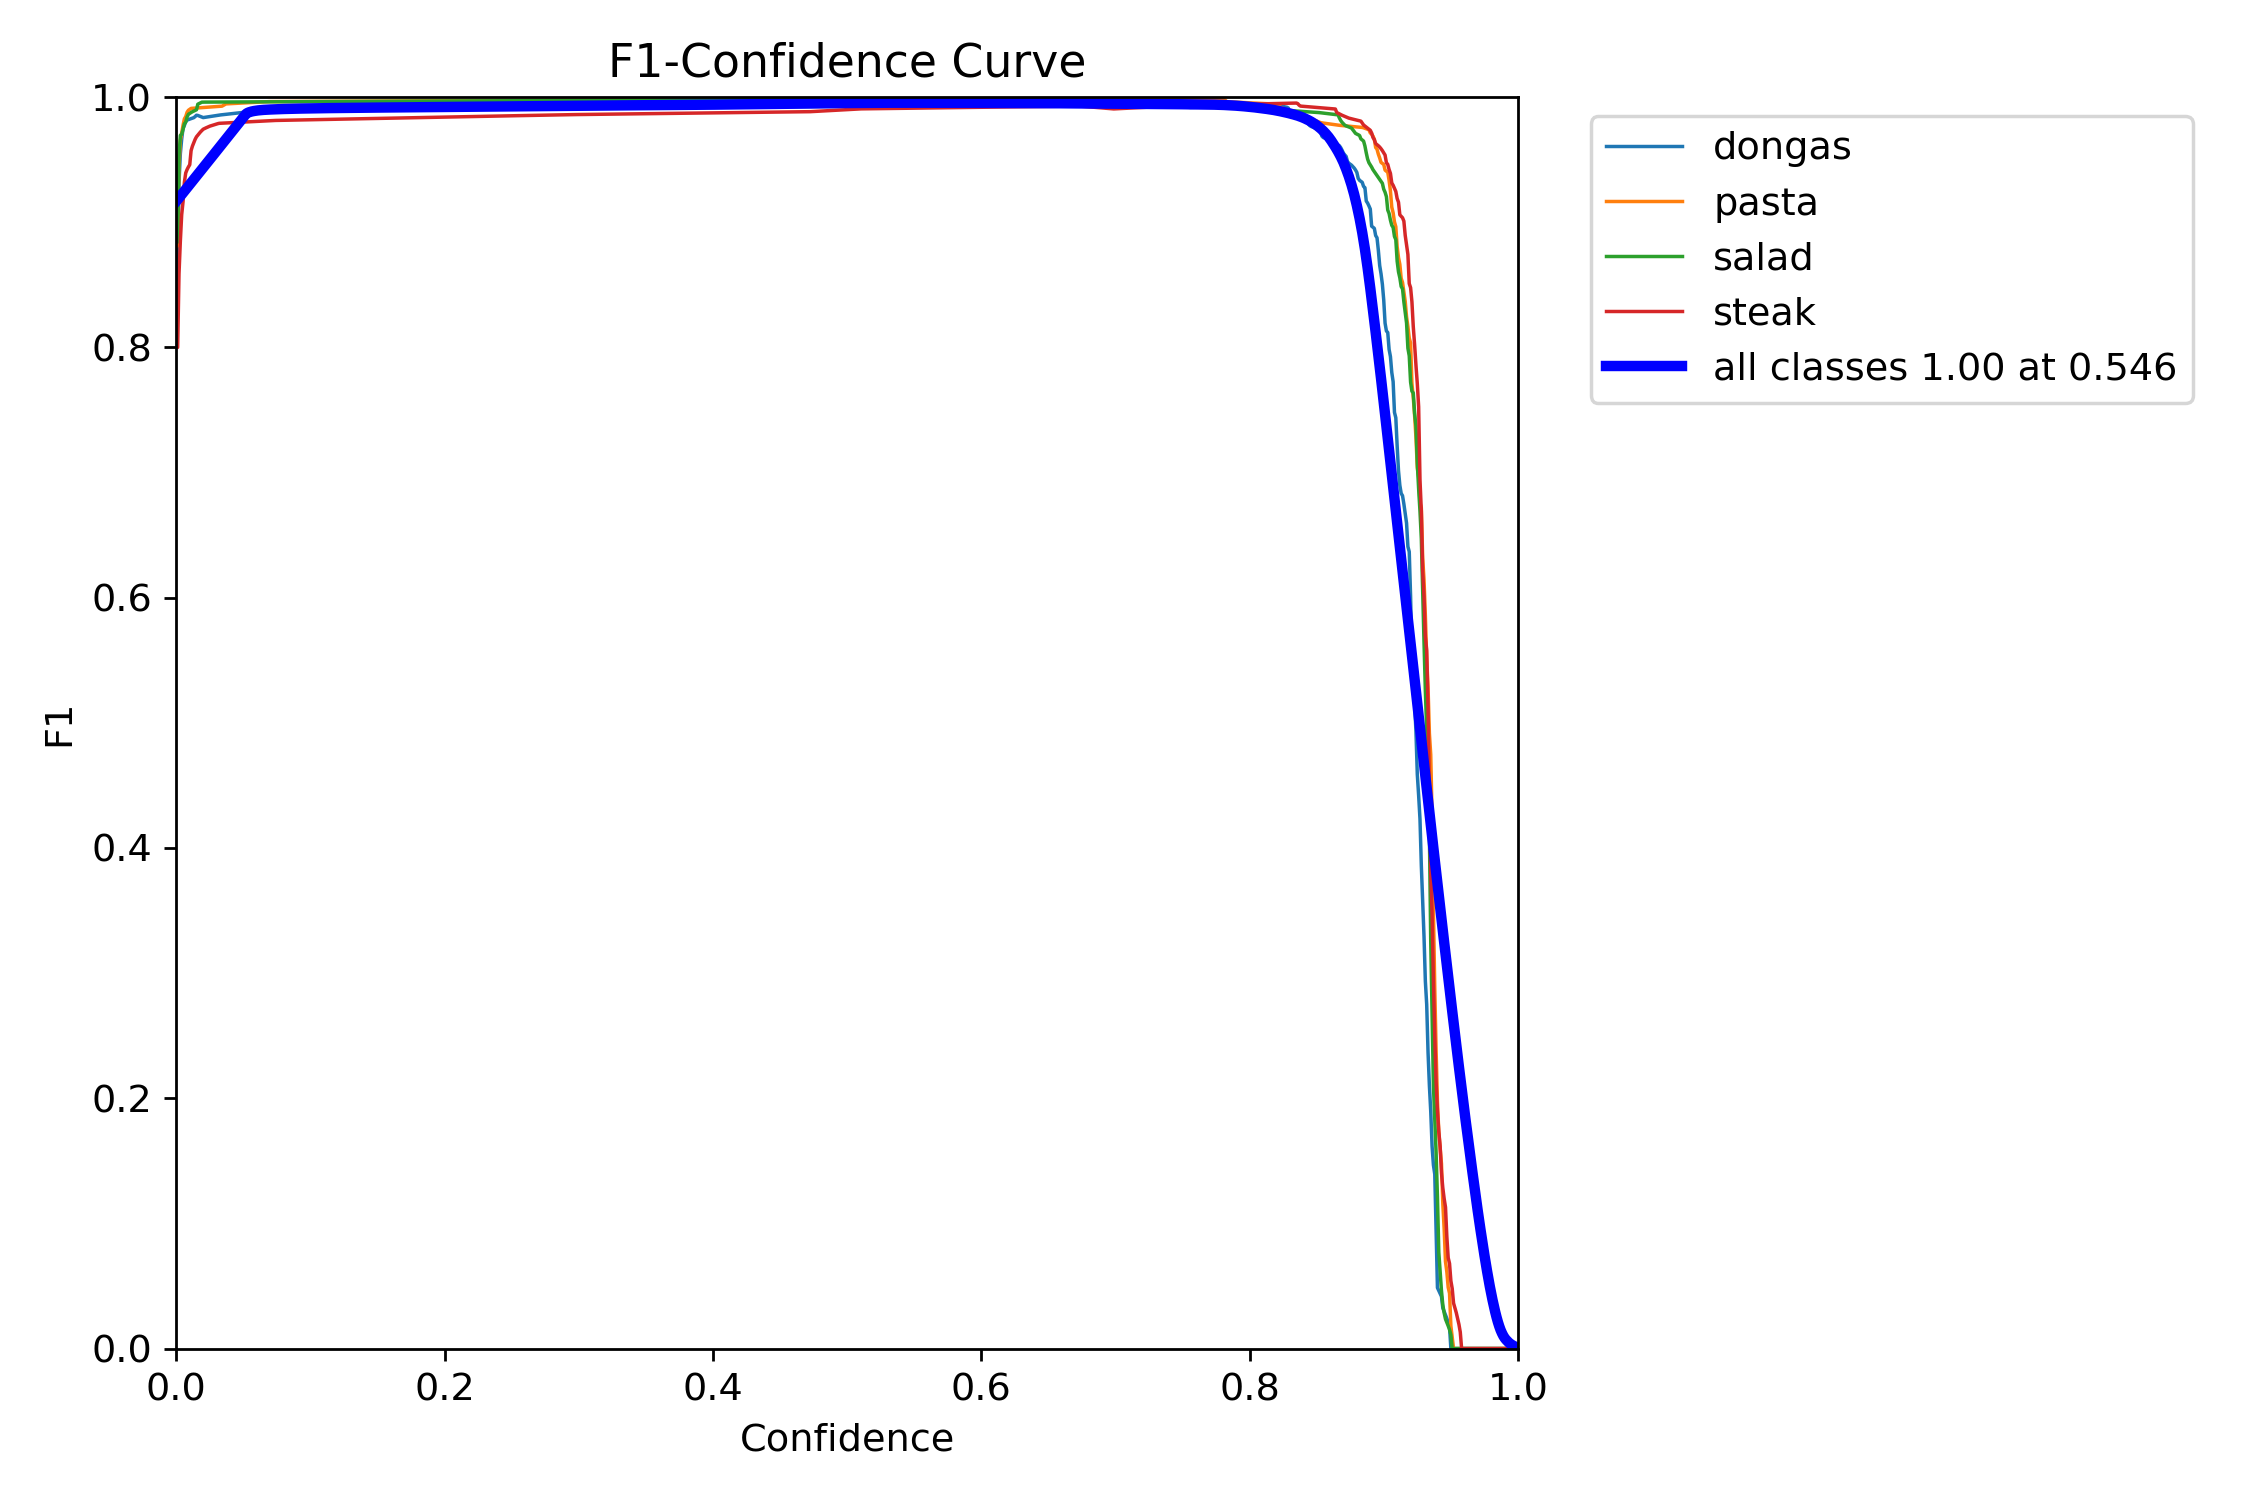 F1-Confidence Curve
1.0
0.8
0.6
0.4
0.2
0.0
F1
0.0 0.2 0.4 0.6 0.8 1.0
Confidence
dongas
pasta
salad
steak
all classes 1.00 at 0.546